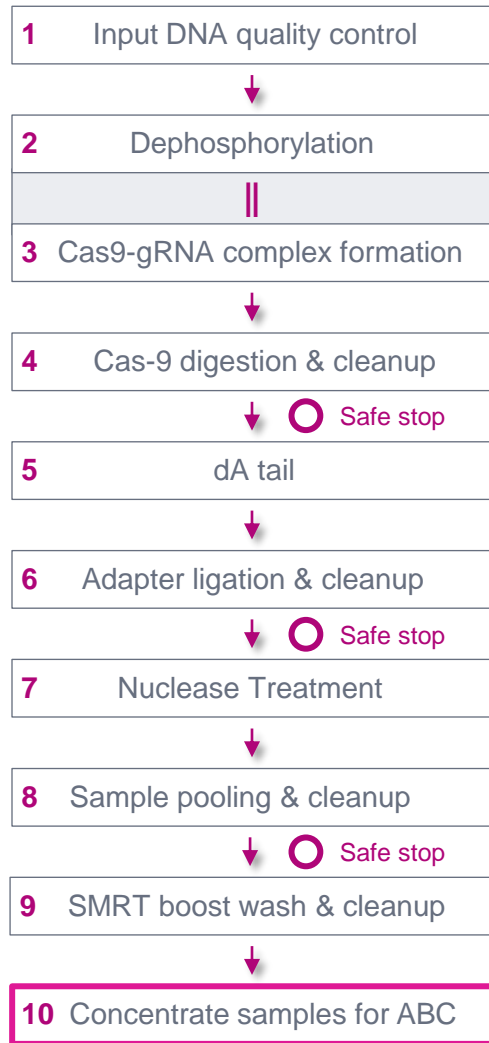 1 Input DNA quality control
2 Dephosphorylation
3 Cas9-gRNA complex formation
4 Cas-9 digestion & cleanup
Safe stop
5 dA tail
6 Adapter ligation & cleanup
Safe stop
7 Nuclease Treatment
8 Sample pooling & cleanup
Safe stop
9 SMRT boost wash & cleanup
10 Concentrate samples for ABC